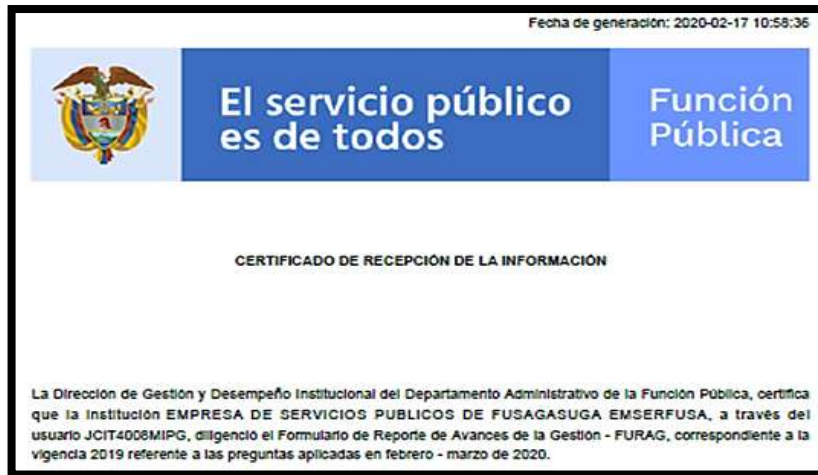 Fecha de generación: 2020-02-17 10:58:36
El servicio público
es de todos
Función
Pública
CERTIFICADO DE RECEPCIÓN DE LA INFORMACIÓN
La Dirección de Gestión y Desempeño Institucional del Departamento Administrativo de la Función Pública, certifica
que la Institución EMPRESA DE SERVICIOS PUBLICOS DE FUSAGASUGA EMSERFUSA, a través del
usuario JCIT4008MIPG, diligenció el Formulario de Reporte de Avances de la Gestión - FURAG, correspondiente a la
vigencia 2019 referente a las preguntas aplicadas en febrero - marzo de 2020.